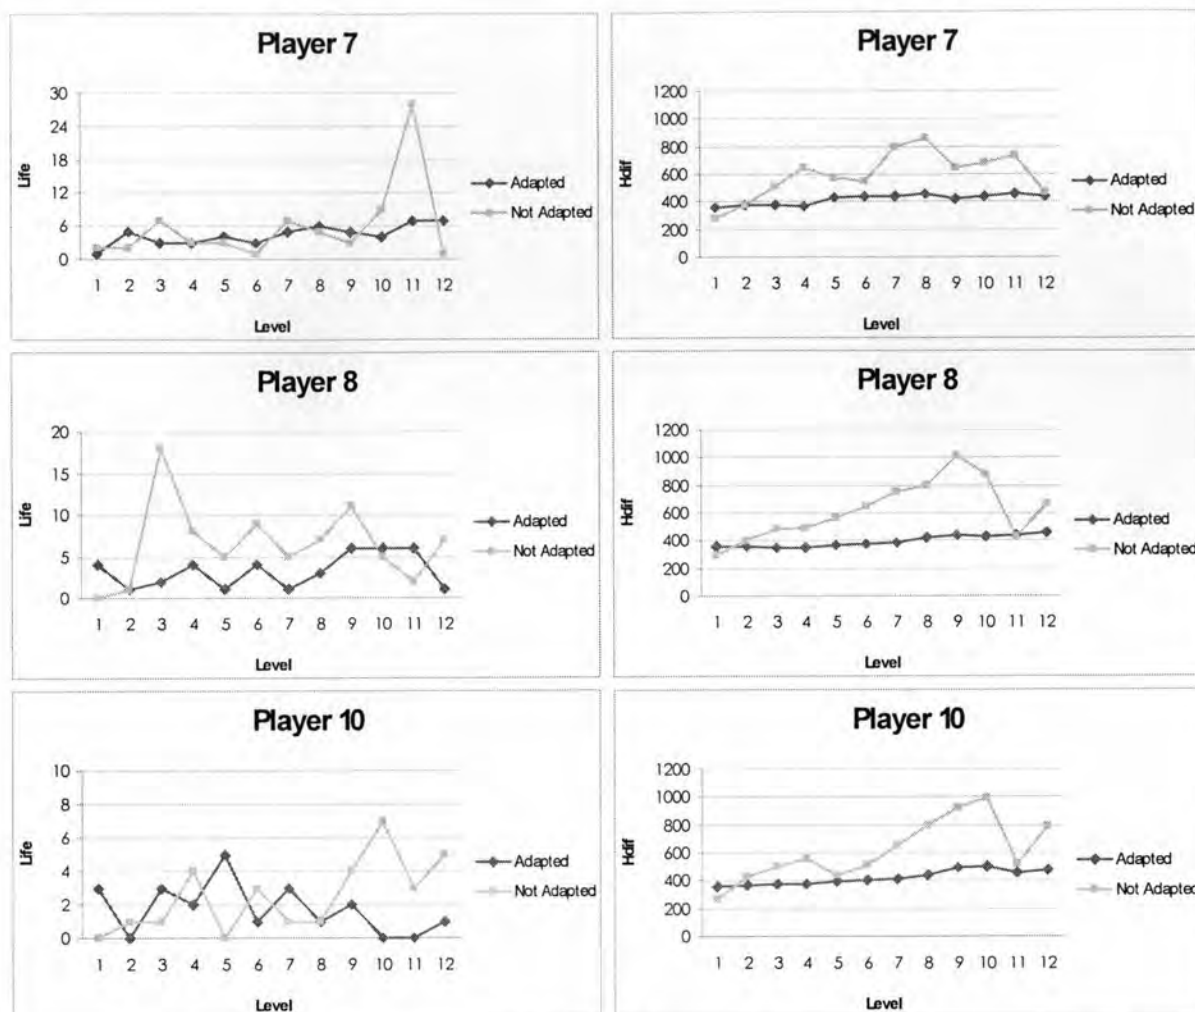 Player 7
30
24
18
12
6
0
Life
1 2 3 4 5 6 7 8 9 10 11 12
Level
Adapted
Not Adapted
Player 7
1200
1000
800
600
400
200
0
Hdif
1 2 3 4 5 6 7 8 9 10 11 12
Level
Adapted
Not Adapted
Player 8
20
15
10
5
0
Life
1 2 3 4 5 6 7 8 9 10 11 12
Level
Adapted
Not Adapted
Player 8
1200
1000
800
600
400
200
0
Hdif
1 2 3 4 5 6 7 8 9 10 11 12
Level
Adapted
Not Adapted
Player 10
10
8
6
4
2
0
Life
1 2 3 4 5 6 7 8 9 10 11 12
Level
Adapted
Not Adapted
Player 10
1200
1000
800
600
400
200
0
Hdif
1 2 3 4 5 6 7 8 9 10 11 12
Level
Adapted
Not Adapted